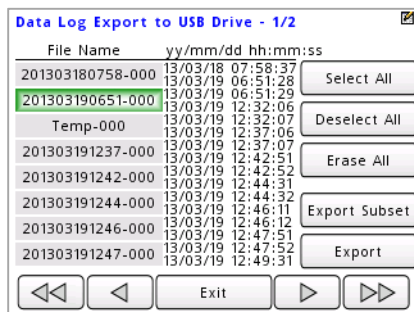 Data Log Export to USB Drive - 1/2
File Name yy/mm/dd hh:mm:ss
201303180758-000 13/03/18 07:58:37
13/03/19 06:51:28
Select All
201303190651-000 13/03/19 06:51:29
13/03/19 12:32:06
Temp-000 13/03/19 12:32:07
13/03/19 12:37:06
Deselect All
201303191237-000 13/03/19 12:37:07
13/03/19 12:42:51
Erase All
201303191242-000 13/03/19 12:42:52
13/03/19 12:44:31
201303191244-000 13/03/19 12:44:32
13/03/19 12:46:11
Export Subset
201303191246-000 13/03/19 12:46:12
13/03/19 12:47:51
201303191247-000 13/03/19 12:47:52
13/03/19 12:49:31
Export
Exit